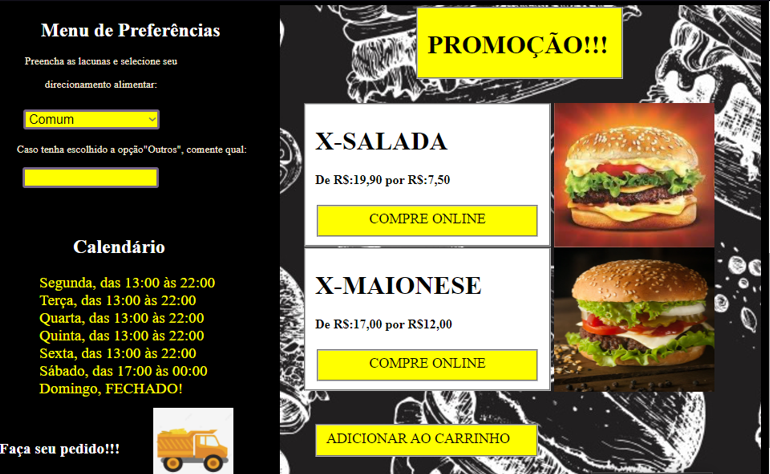 Menu de Preferências
Preencha as lacunas e selecione seu
direcionamento alimentar:
Comum
Caso tenha escolhido a opção"Outros", comente qual:
Calendário
Segunda, das 13:00 às 22:00
Terça, das 13:00 às 22:00
Quarta, das 13:00 às 22:00
Quinta, das 13:00 às 22:00
Sexta, das 13:00 às 22:00
Sábado, das 17:00 às 00:00
Domingo, FECHADO!
Faça seu pedido!!!
PROMOÇÃO!!!
X-SALADA
De R$:19,90 por R$:7,50
COMPRE ONLINE
X-MAIONESE
De R$:17,00 por R$12,00
COMPRE ONLINE
ADICIONAR AO CARRINHO